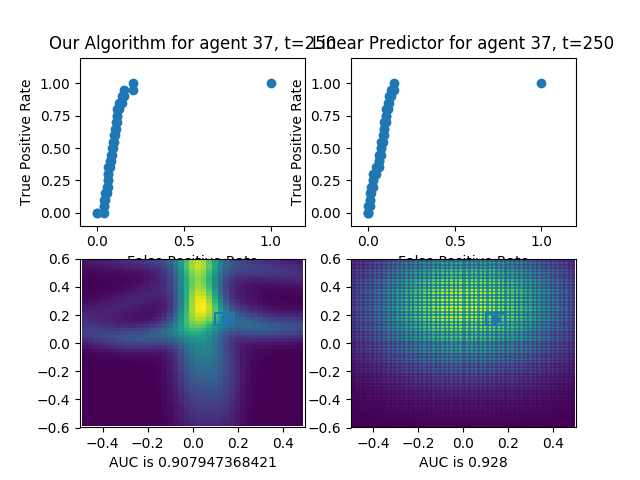 Our Algorithm for agent 37, t=250
Linear Predictor for agent 37, t=250
True Positive Rate
1.00
0.75
0.50
0.25
0.00
0.0 0.5 1.0
False Positive Rate
True Positive Rate
1.00
0.75
0.50
0.25
0.00
0.0 0.5 1.0
False Positive Rate
0.6
0.4
0.2
0.0
−0.2
−0.4
−0.6
−0.4 −0.2 0.0 0.2 0.4
AUC is 0.907947368421
0.6
0.4
0.2
0.0
−0.2
−0.4
−0.6
−0.4 −0.2 0.0 0.2 0.4
AUC is 0.928